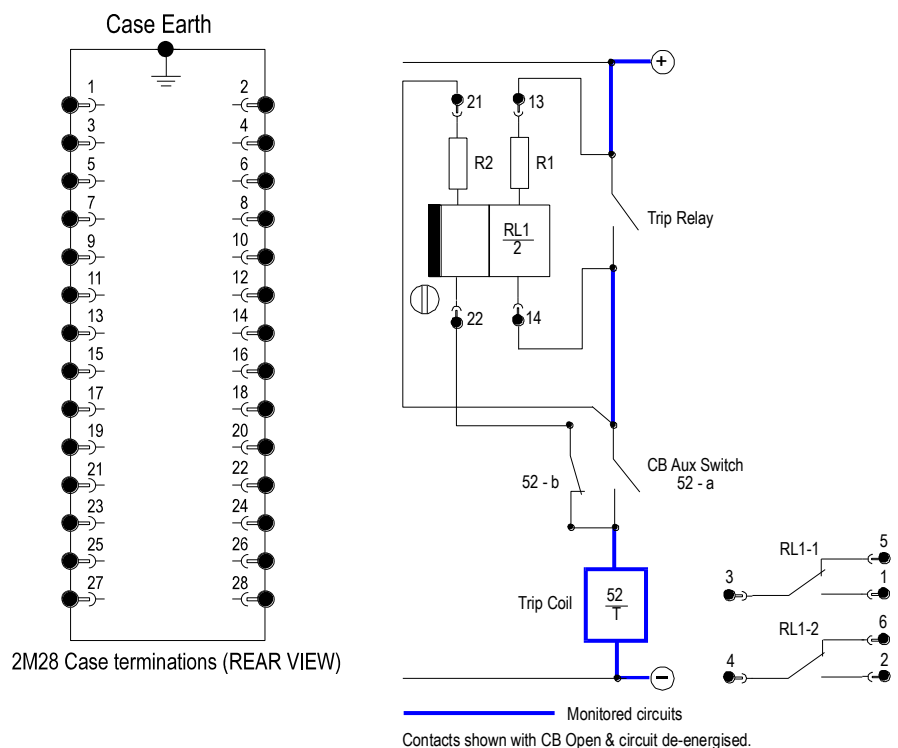 Case Earth
1 2
3 4
5 6
7 8
9 10
11 12
13 14
15 16
17 18
19 20
21 22
23 24
25 26
27 28
2M28 Case terminations (REAR VIEW)
+
21 13
R2 R1
RL1
2
Trip Relay
22 14
52 - b
CB Aux Switch
52 - a
Trip Coil
52
T
−
RL1-1
3 5
1
RL1-2
4 6
2
Monitored circuits
Contacts shown with CB Open & circuit de-energised.